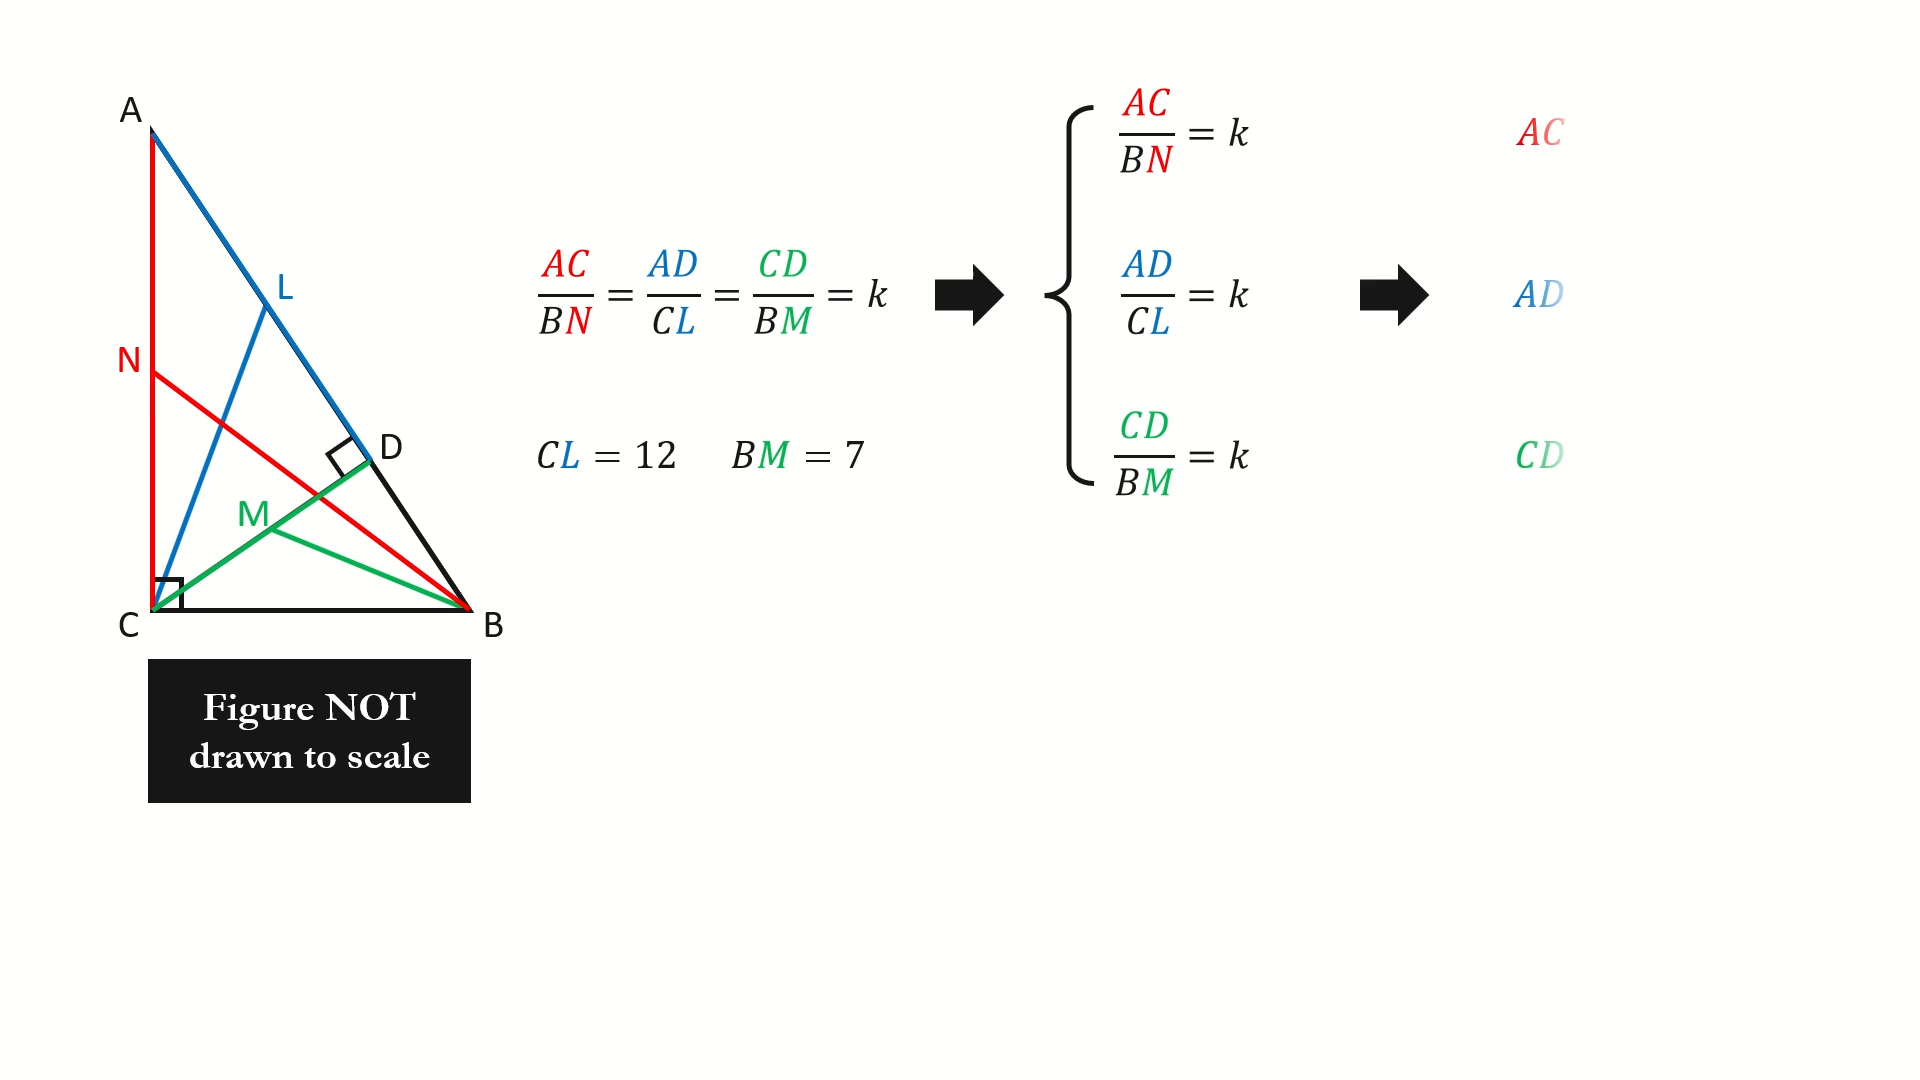 A
L
N
D
M
C
B
Figure NOT
drawn to scale
AC/BN = AD/CL = CD/BM = k
CL = 12 BM = 7
AC/BN = k
AD/CL = k
CD/BM = k
AC
AD
CD